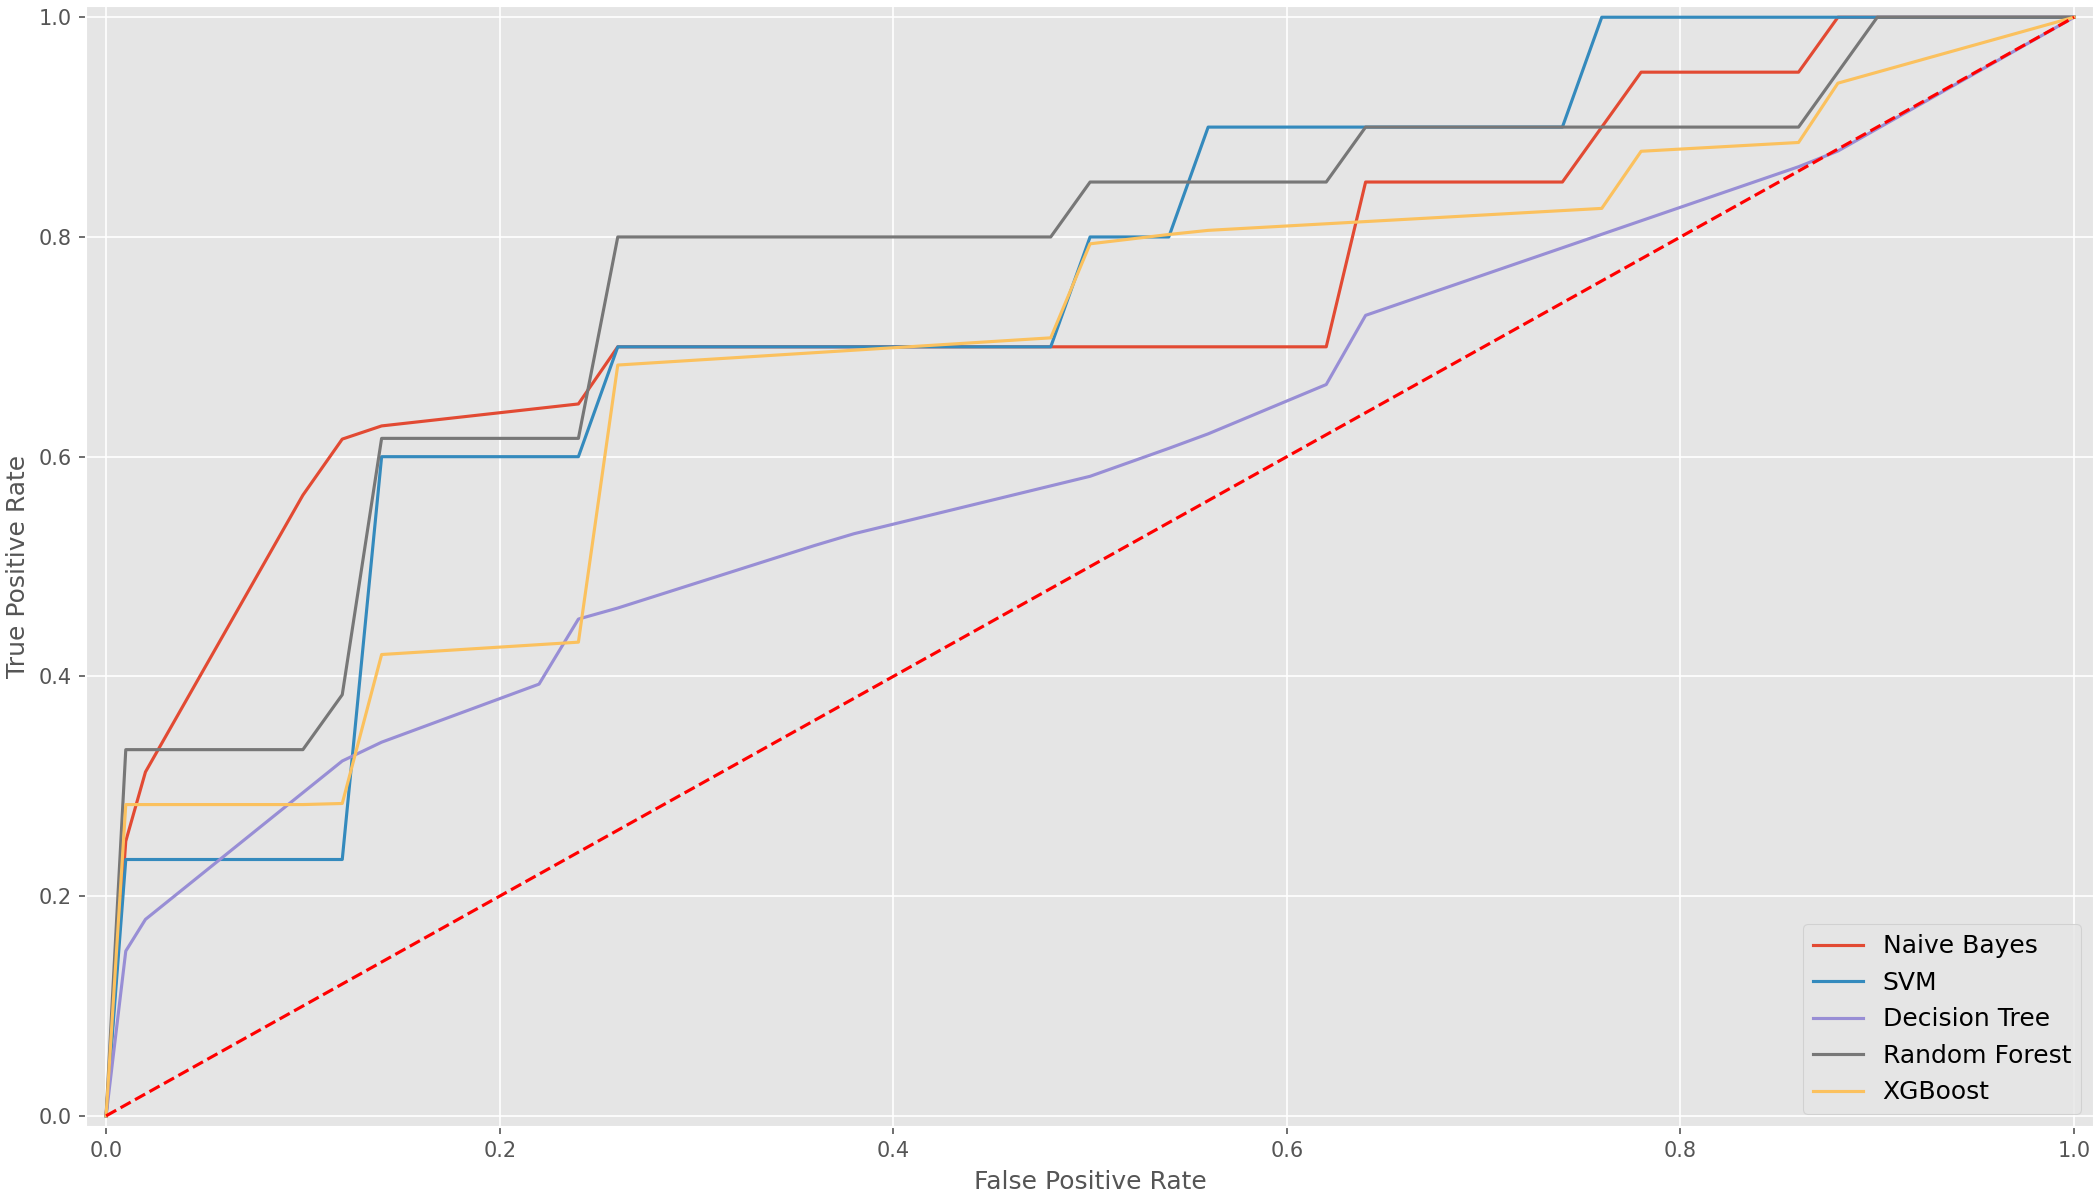 1.0
0.8
0.6
0.4
0.2
0.0
True Positive Rate
0.0 0.2 0.4 0.6 0.8 1.0
False Positive Rate
Naive Bayes
SVM
Decision Tree
Random Forest
XGBoost